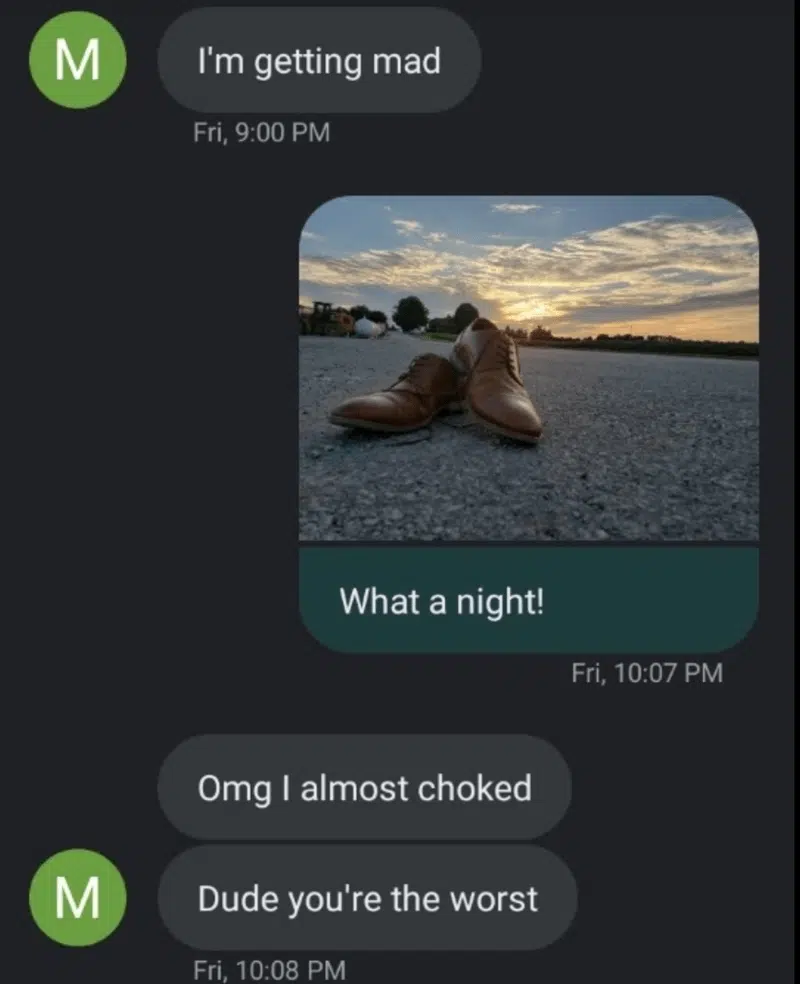 M
I'm getting mad
Fri, 9:00 PM
What a night!
Fri, 10:07 PM
Omg I almost choked
M
Dude you're the worst
Fri, 10:08 PM